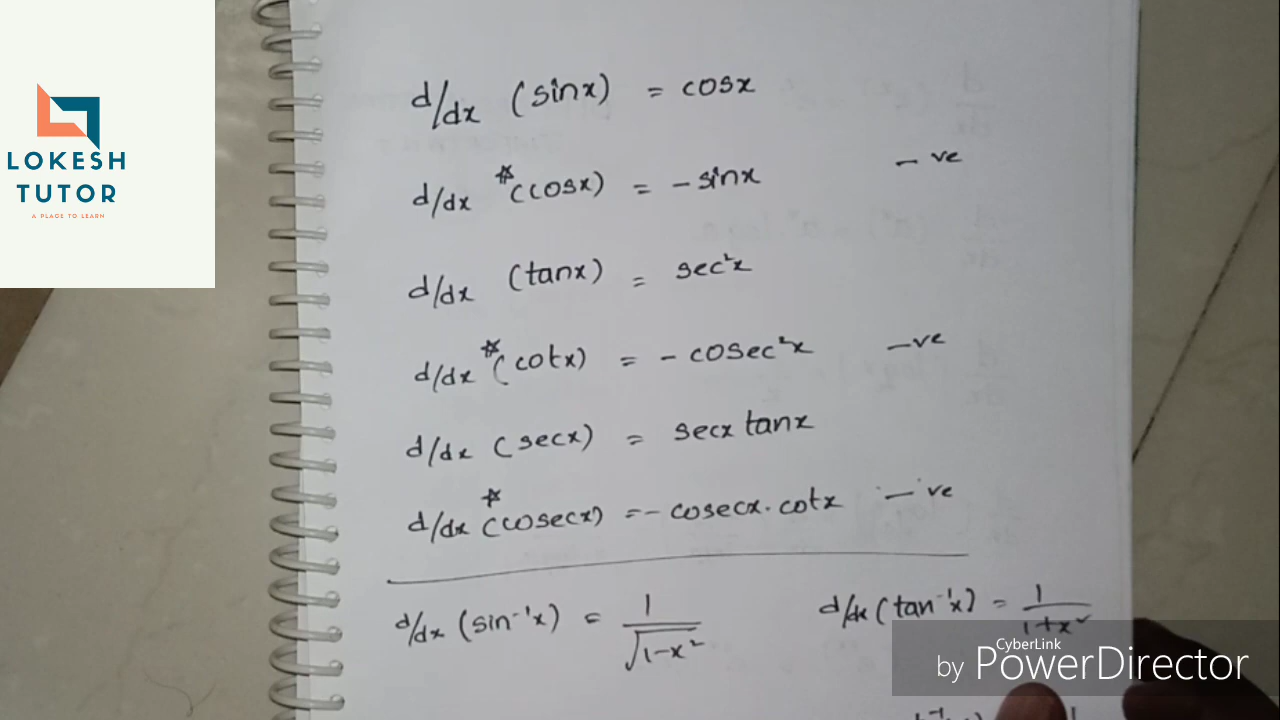 LOKESH
TUTOR
A PLACE TO LEARN
d/dx (sinx) = cosx
d/dx *(cosx) = - sinx - ve
d/dx (tanx) = sec²x
d/dx *(cotx) = - cosec²x -ve
d/dx (secx) = secx tanx
d/dx *(cosecx) = - cosecx. cotx - ve
d/dx (sin⁻¹x) = 1/√1-x² d/dx (tan⁻¹x) = 1/1+x²
CyberLink
by PowerDirector